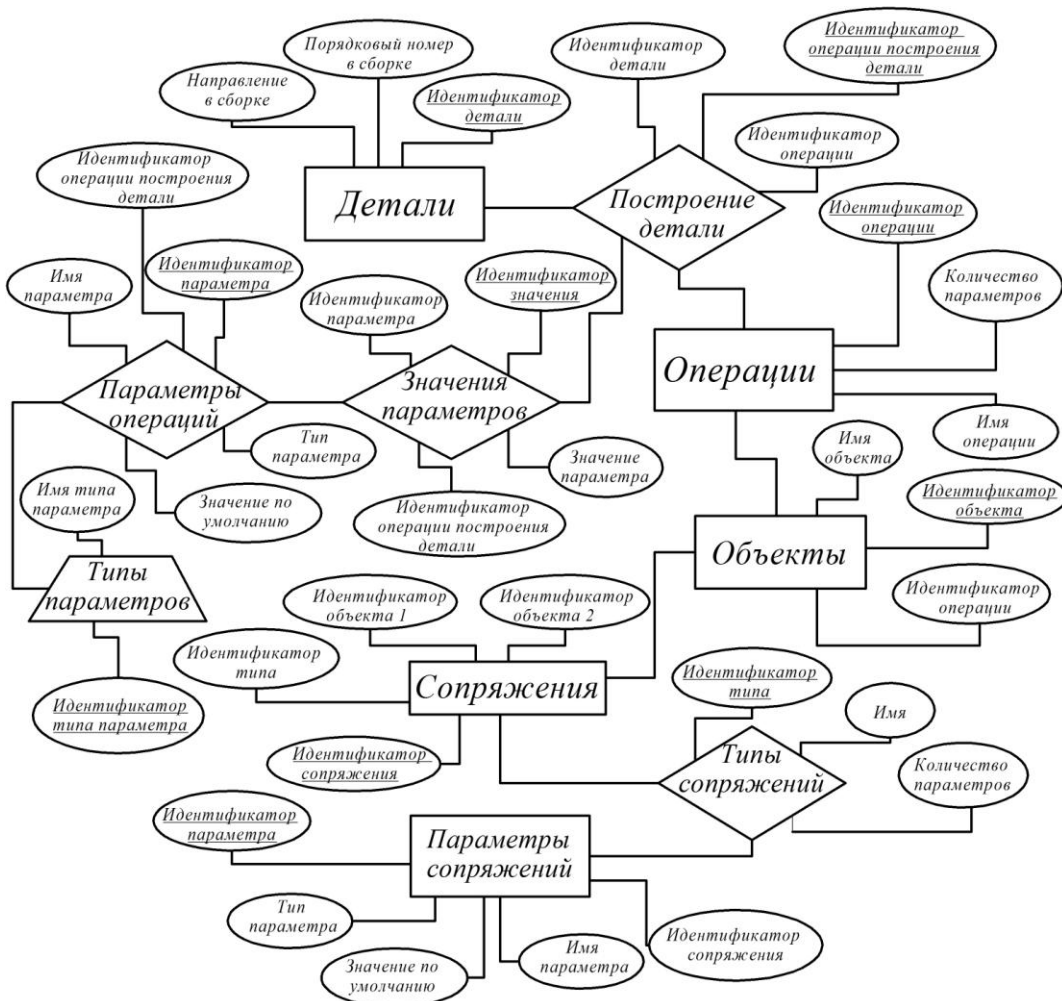 Порядковый номер
в сборке
Направление
в сборке
Идентификатор
детали
Идентификатор
детали
Идентификатор
операции построения
детали
Идентификатор
операции
Идентификатор
операции построения
детали
Детали
Построение
детали
Идентификатор
операции
Имя
параметра
Идентификатор
параметра
Идентификатор
параметра
Идентификатор
значения
Количество
параметров
Операции
Параметры
операций
Значения
параметров
Имя
операции
Тип
параметра
Значение
параметра
Имя
объекта
Имя типа
параметра
Значение по
умолчанию
Идентификатор
операции построения
детали
Идентификатор
объекта
Объекты
Типы
параметров
Идентификатор
объекта 1
Идентификатор
объекта 2
Идентификатор
операции
Идентификатор
типа
Сопряжения
Идентификатор
типа
Имя
Идентификатор
типа параметра
Идентификатор
сопряжения
Типы
сопряжений
Количество
параметров
Идентификатор
параметра
Параметры
сопряжений
Тип
параметра
Значение по
умолчанию
Имя
параметра
Идентификатор
сопряжения